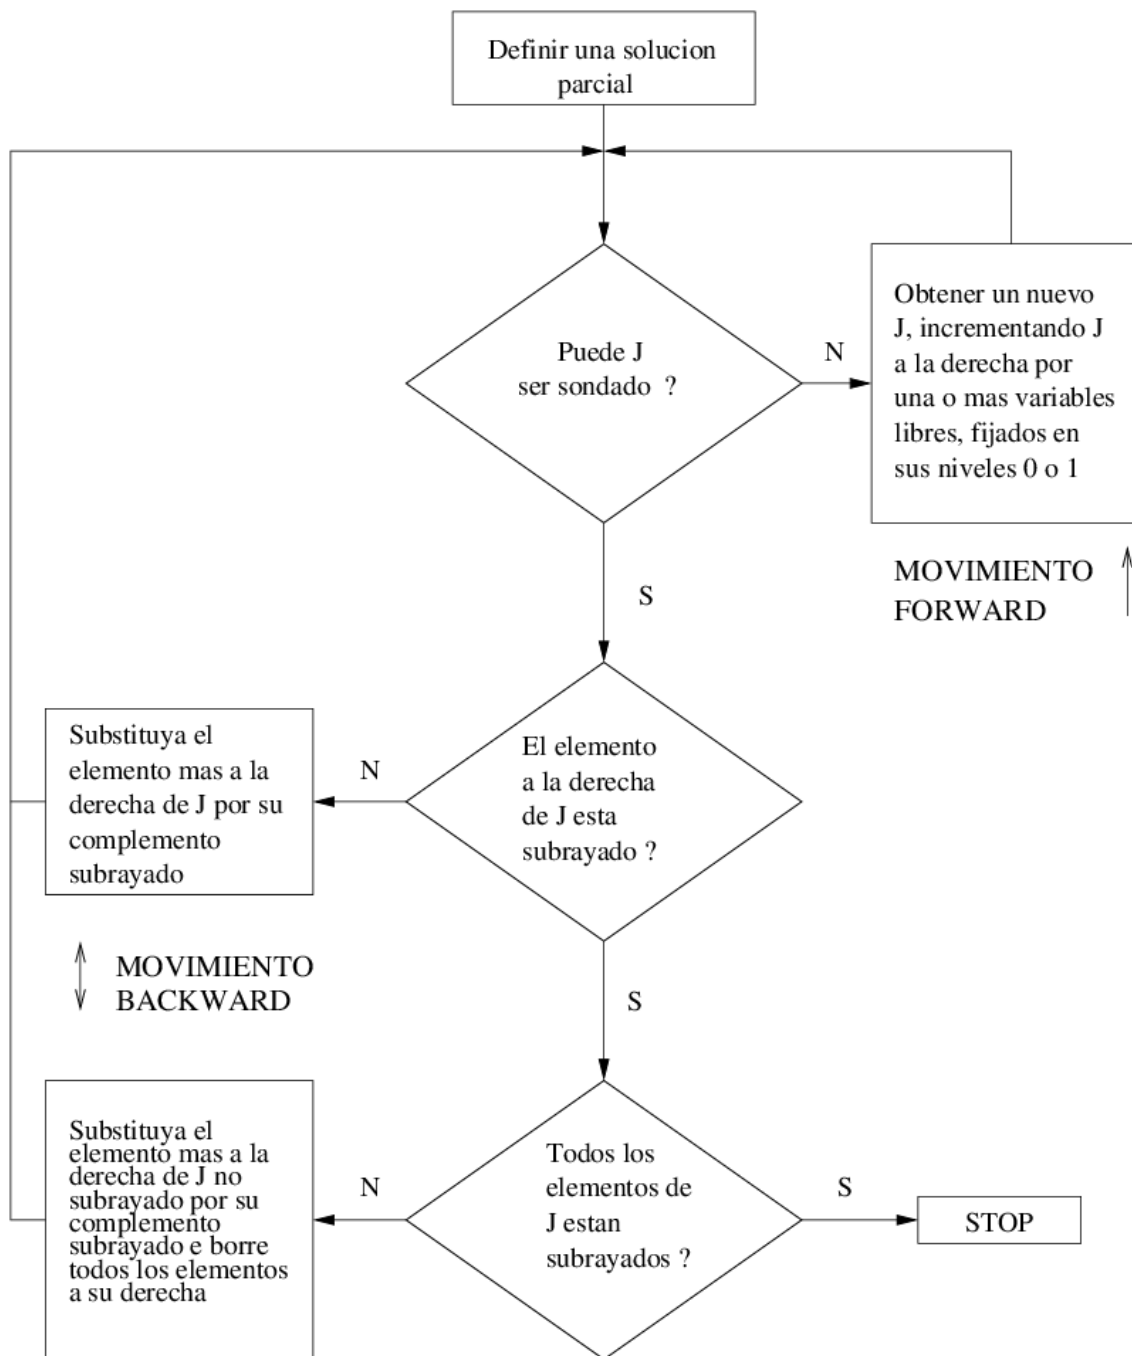 Definir una solucion
parcial
Puede J
ser sondado ?
N
Obtener un nuevo
J, incrementando J
a la derecha por
una o mas variables
libres, fijados en
sus niveles 0 o 1
MOVIMIENTO
FORWARD
S
El elemento
a la derecha
de J esta
subrayado ?
N
Substituya el
elemento mas a la
derecha de J por su
complemento
subrayado
MOVIMIENTO
BACKWARD
S
Todos los
elementos de
J estan
subrayados ?
N
Substituya el
elemento mas a la
derecha de J no
subrayado por su
complemento
subrayado e borre
todos los elementos
a su derecha
S
STOP